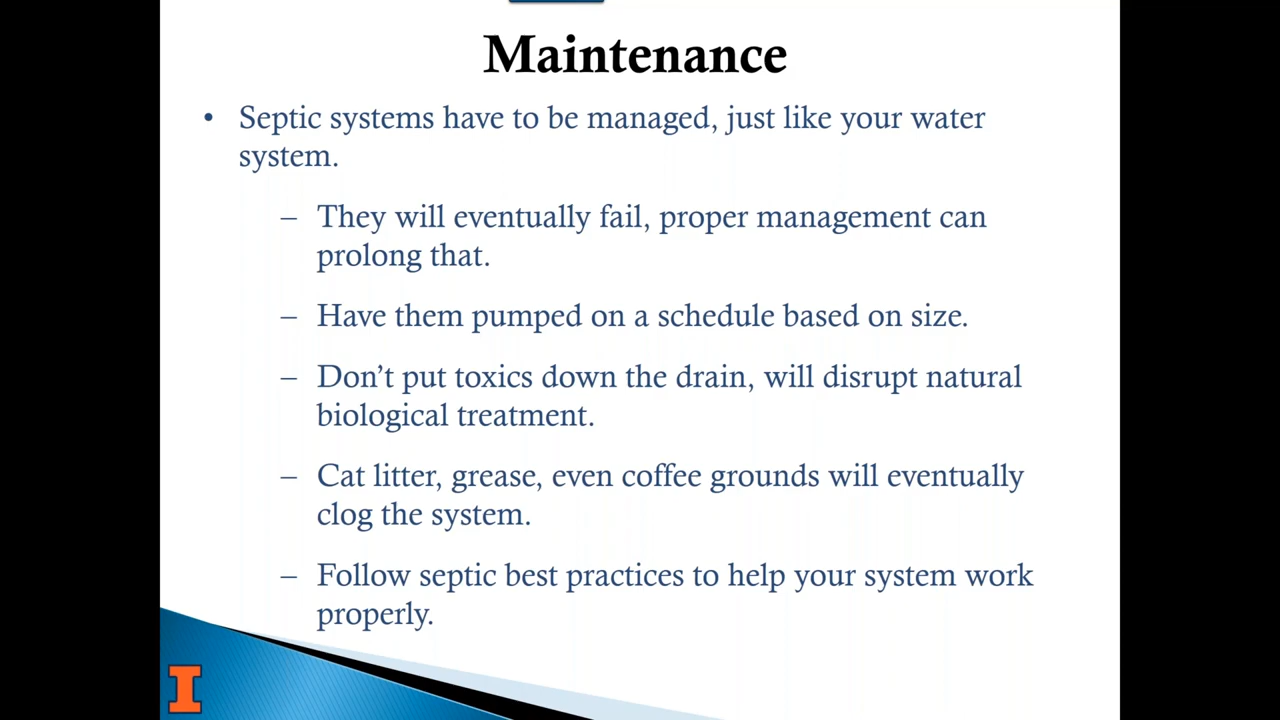 Maintenance
• Septic systems have to be managed, just like your water
system.
– They will eventually fail, proper management can
prolong that.
– Have them pumped on a schedule based on size.
– Don’t put toxics down the drain, will disrupt natural
biological treatment.
– Cat litter, grease, even coffee grounds will eventually
clog the system.
– Follow septic best practices to help your system work
properly.
I